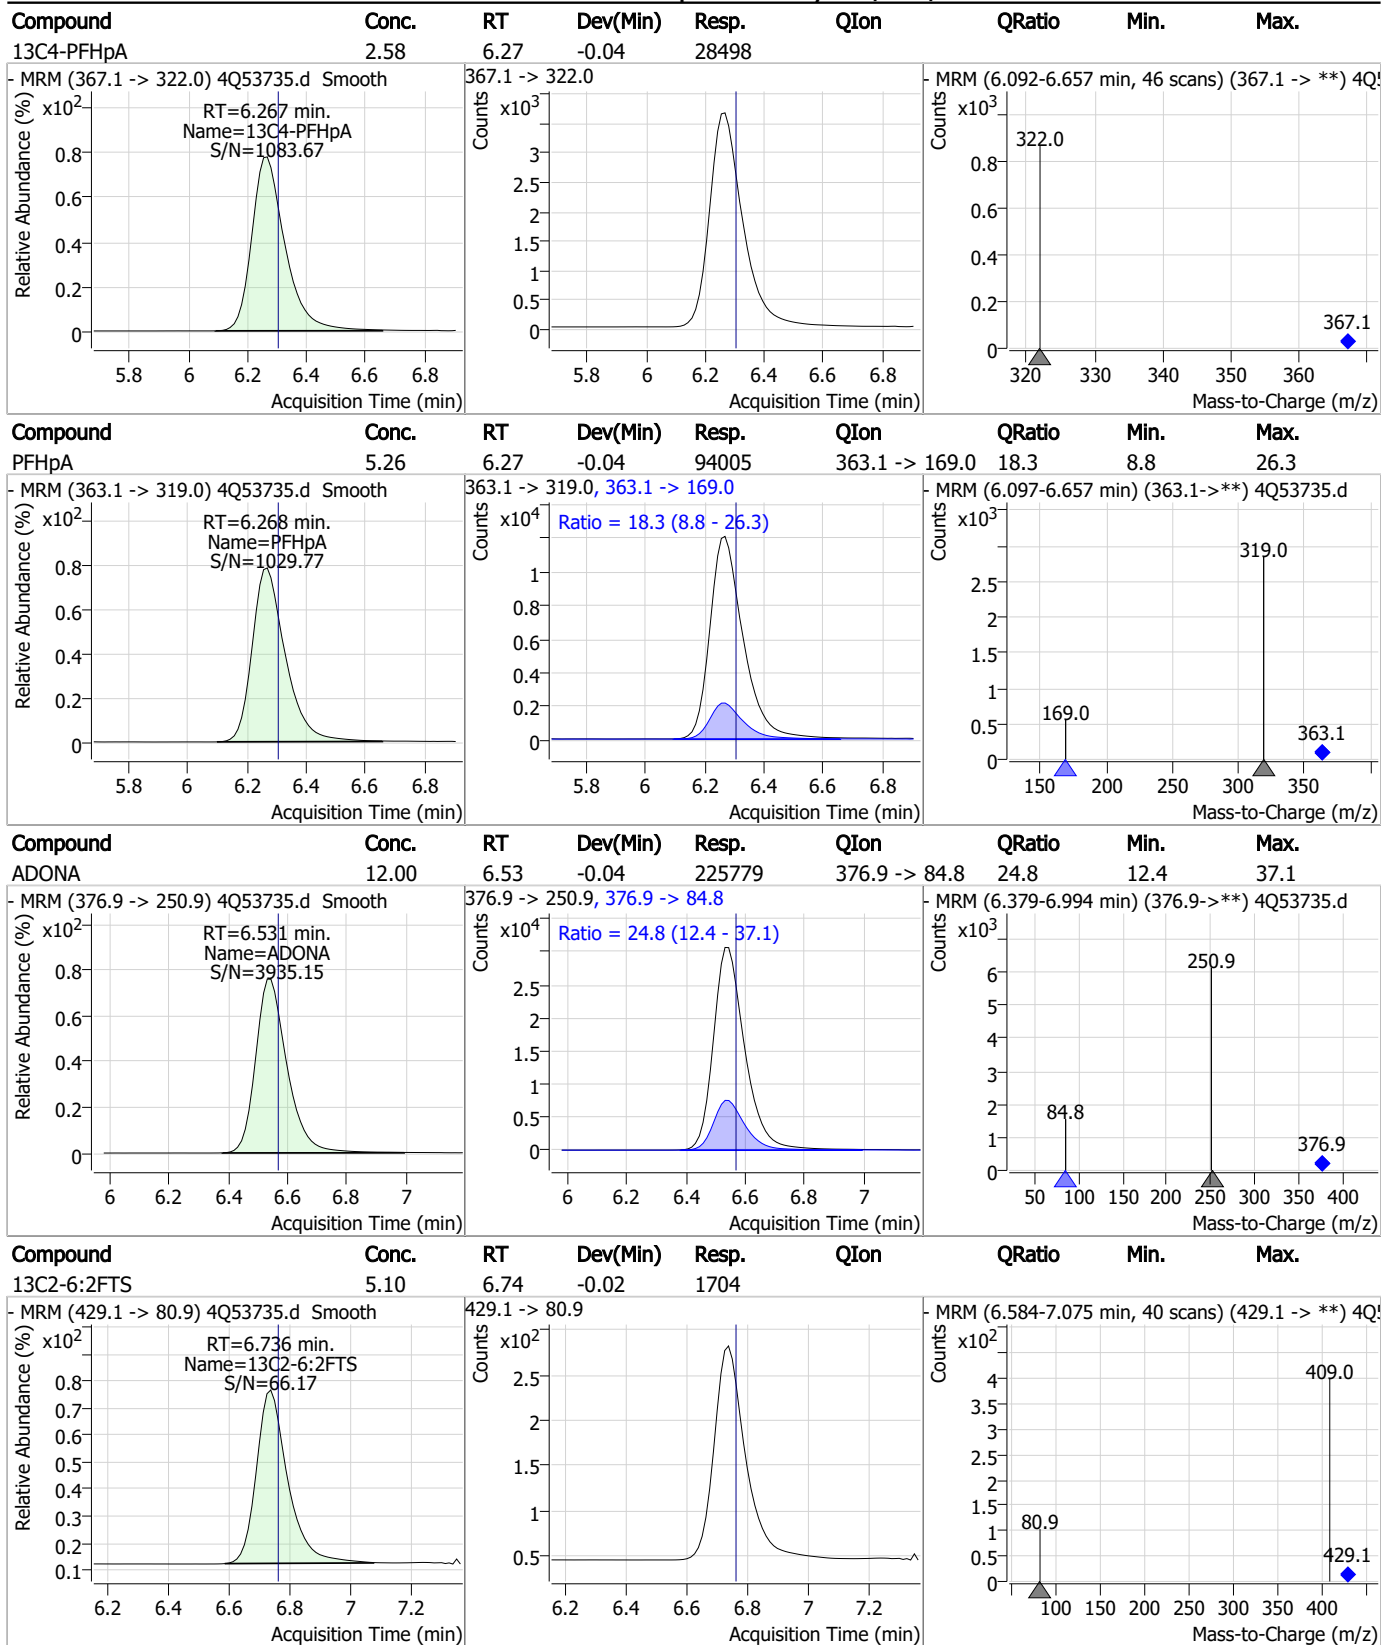 Compound Conc. RT Dev(Min) Resp. QIon QRatio Min. Max.
13C4-PFHpA 2.58 6.27 -0.04 28498
- MRM (367.1 -> 322.0) 4Q53735.d Smooth
Relative Abundance (%)
x10²
RT=6.267 min.
Name=13C4-PFHpA
S/N=1083.67
0.8
0.6
0.4
0.2
0
5.8 6 6.2 6.4 6.6 6.8
Acquisition Time (min)
367.1 -> 322.0
Counts
x10³
3
2.5
2
1.5
1
0.5
0
5.8 6 6.2 6.4 6.6 6.8
Acquisition Time (min)
- MRM (6.092-6.657 min, 46 scans) (367.1 -> **) 4Q5
Counts
x10³
322.0
0.8
0.6
0.4
0.2
0
367.1
320 330 340 350 360
Mass-to-Charge (m/z)
Compound Conc. RT Dev(Min) Resp. QIon QRatio Min. Max.
PFHpA 5.26 6.27 -0.04 94005 363.1 -> 169.0 18.3 8.8 26.3
- MRM (363.1 -> 319.0) 4Q53735.d Smooth
Relative Abundance (%)
x10²
RT=6.268 min.
Name=PFHpA
S/N=1029.77
0.8
0.6
0.4
0.2
0
5.8 6 6.2 6.4 6.6 6.8
Acquisition Time (min)
363.1 -> 319.0, 363.1 -> 169.0
Counts
x10⁴
Ratio = 18.3 (8.8 - 26.3)
1
0.8
0.6
0.4
0.2
0
5.8 6 6.2 6.4 6.6 6.8
Acquisition Time (min)
- MRM (6.097-6.657 min) (363.1->**) 4Q53735.d
Counts
x10³
319.0
2.5
2
1.5
1
0.5
0
169.0
363.1
150 200 250 300 350
Mass-to-Charge (m/z)
Compound Conc. RT Dev(Min) Resp. QIon QRatio Min. Max.
ADONA 12.00 6.53 -0.04 225779 376.9 -> 84.8 24.8 12.4 37.1
- MRM (376.9 -> 250.9) 4Q53735.d Smooth
Relative Abundance (%)
x10²
RT=6.531 min.
Name=ADONA
S/N=3935.15
0.8
0.6
0.4
0.2
0
6 6.2 6.4 6.6 6.8 7
Acquisition Time (min)
376.9 -> 250.9, 376.9 -> 84.8
Counts
x10⁴
Ratio = 24.8 (12.4 - 37.1)
2.5
2
1.5
1
0.5
0
6 6.2 6.4 6.6 6.8 7
Acquisition Time (min)
- MRM (6.379-6.994 min) (376.9->**) 4Q53735.d
Counts
x10³
250.9
6
5
4
3
2
1
0
84.8
376.9
50 100 150 200 250 300 350 400
Mass-to-Charge (m/z)
Compound Conc. RT Dev(Min) Resp. QIon QRatio Min. Max.
13C2-6:2FTS 5.10 6.74 -0.02 1704
- MRM (429.1 -> 80.9) 4Q53735.d Smooth
Relative Abundance (%)
x10²
RT=6.736 min.
Name=13C2-6:2FTS
S/N=66.17
0.8
0.7
0.6
0.5
0.4
0.3
0.2
0.1
6.2 6.4 6.6 6.8 7 7.2
Acquisition Time (min)
429.1 -> 80.9
Counts
x10²
2.5
2
1.5
1
0.5
6.2 6.4 6.6 6.8 7 7.2
Acquisition Time (min)
- MRM (6.584-7.075 min, 40 scans) (429.1 -> **) 4Q5
Counts
x10²
409.0
4
3.5
3
2.5
2
1.5
1
0.5
0
80.9
429.1
100 150 200 250 300 350 400
Mass-to-Charge (m/z)